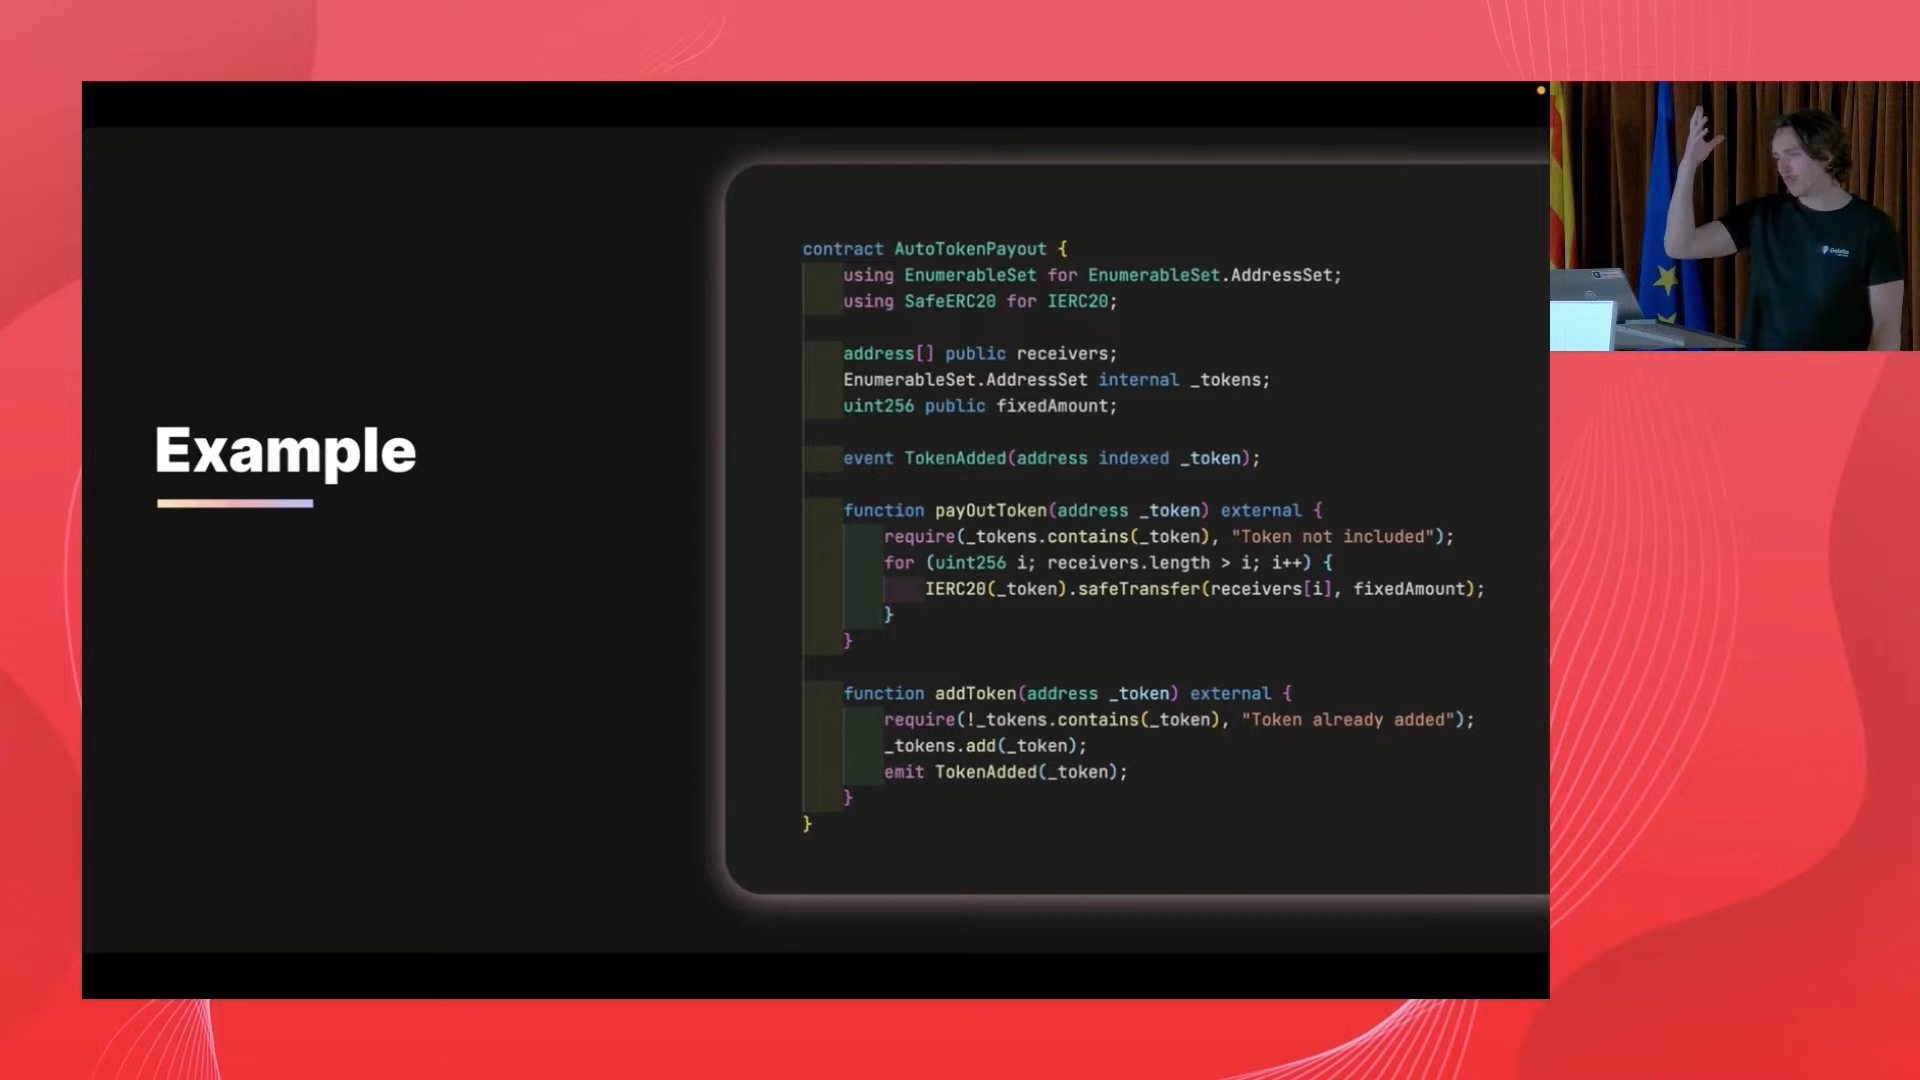 Example
contract AutoTokenPayout {
using EnumerableSet for EnumerableSet.AddressSet;
using SafeERC20 for IERC20;
address[] public receivers;
EnumerableSet.AddressSet internal _tokens;
uint256 public fixedAmount;
event TokenAdded(address indexed _token);
function payOutToken(address _token) external {
require(_tokens.contains(_token), "Token not included");
for (uint256 i; receivers.length > i; i++) {
IERC20(_token).safeTransfer(receivers[i], fixedAmount);
}
}
function addToken(address _token) external {
require(!_tokens.contains(_token), "Token already added");
_tokens.add(_token);
emit TokenAdded(_token);
}
}